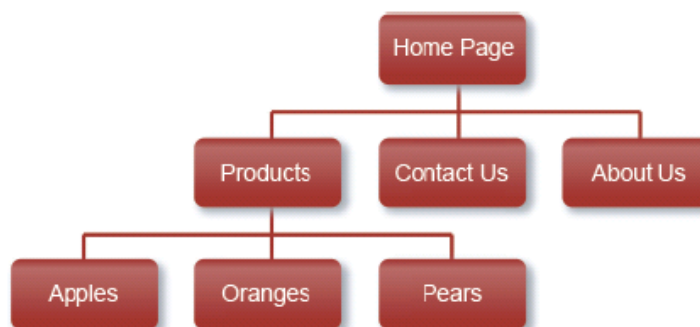 Home Page
Products
Contact Us
About Us
Apples
Oranges
Pears